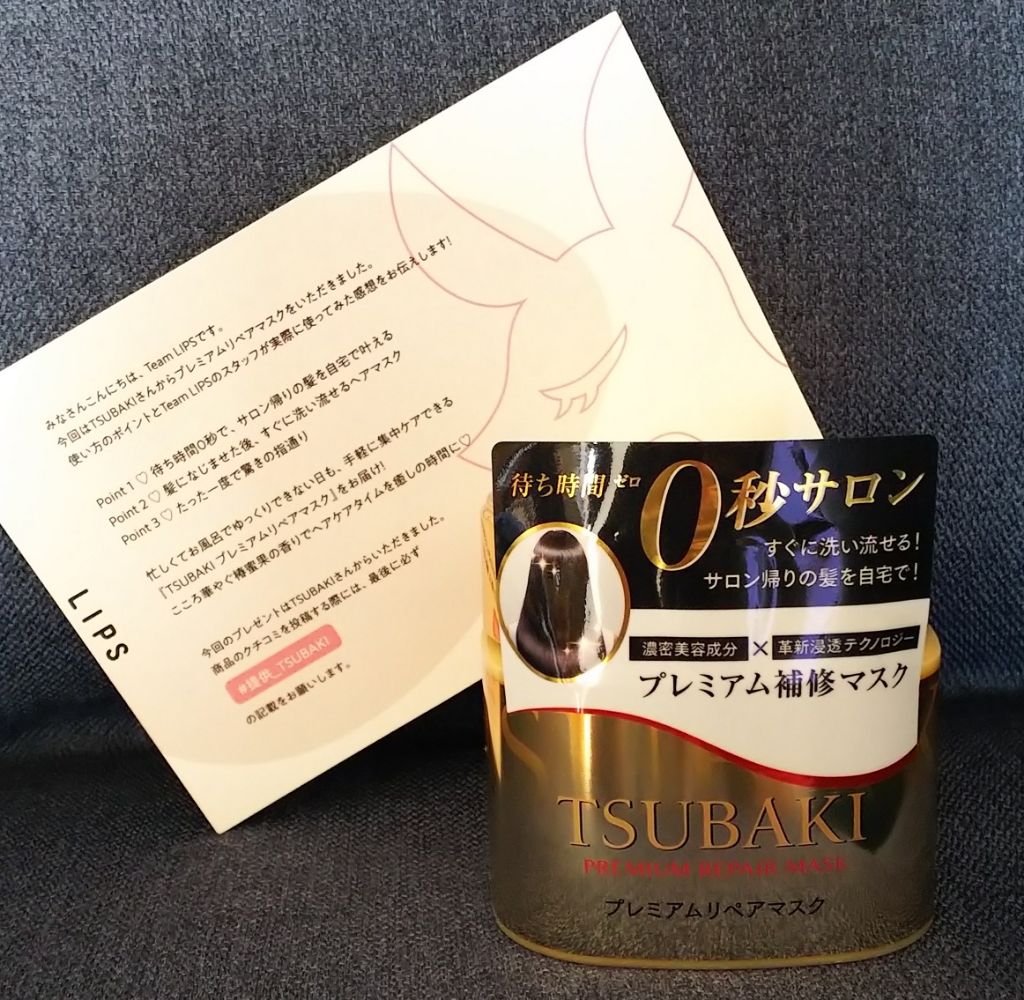 みなさんこんにちは、Team LIPSです。
今回はTSUBAKIさんからプレミアムリペアマスクをいただきました。
使い方のポイントとTeam LIPSのスタッフが実際に使ってみた感想をお伝えします!
Point 1 ♡ 待ち時間0秒で、サロン帰りの髪を自宅で叶える
Point 2 ♡ 髪になじませた後、すぐに洗い流せるヘアマスク
Point 3 ♡ たった一度で驚きの指通り
忙しくてお風呂でゆっくりできない日も、手軽に集中ケアできる
『TSUBAKI プレミアムリペアマスク』をお届け!
こころ華やぐ椿蜜果の香りでヘアケアタイムを癒しの時間に♡
今回のプレゼントはTSUBAKIさんからいただきました。
商品のクチコミを投稿する際には、最後に必ず
#提供_TSUBAKI
の記載をお願いします。
LIPS
待ち時間ゼロ
0秒サロン
すぐに洗い流せる!
サロン帰りの髪を自宅で!
濃密美容成分×革新浸透テクノロジー
プレミアム補修マスク
TSUBAKI
PREMIUM REPAIR MASK
プレミアムリペアマスク